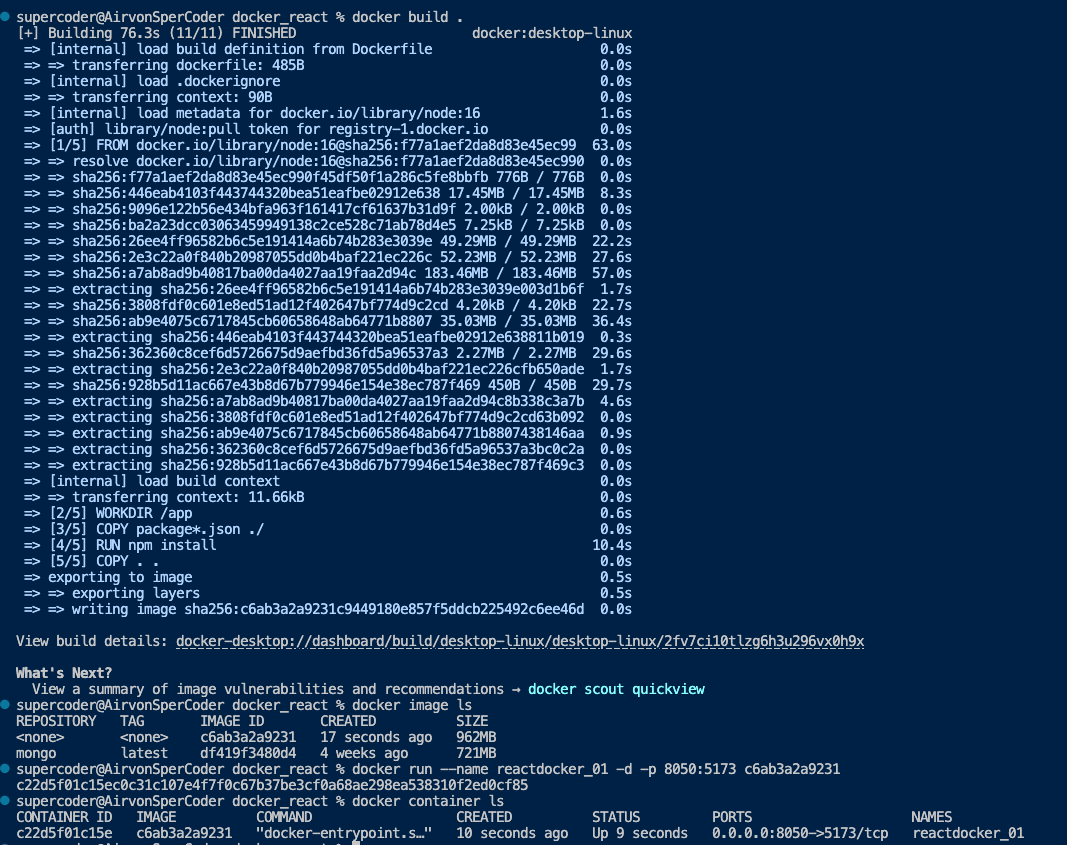 supercoder@AirvonSperCoder docker_react % docker build .
[+] Building 76.3s (11/11) FINISHED docker:desktop-linux
=> [internal] load build definition from Dockerfile 0.0s
=> => transferring dockerfile: 485B 0.0s
=> [internal] load .dockerignore 0.0s
=> => transferring context: 90B 0.0s
=> [internal] load metadata for docker.io/library/node:16 1.6s
=> [auth] library/node:pull token for registry-1.docker.io 0.0s
=> [1/5] FROM docker.io/library/node:16@sha256:f77a1aef2da8d83e45ec99 63.0s
=> => resolve docker.io/library/node:16@sha256:f77a1aef2da8d83e45ec990 0.0s
=> => sha256:f77a1aef2da8d83e45ec990f45df50f1a286c5fe8bbfb 776B / 776B 0.0s
=> => sha256:446eab4103f443744320bea51eafbe02912e638 17.45MB / 17.45MB 8.3s
=> => sha256:9096e122b56e434bfa963f161417cf61637b31d9f 2.00kB / 2.00kB 0.0s
=> => sha256:ba2a23dcc03063459949138c2ce528c71ab78d4e5 7.25kB / 7.25kB 0.0s
=> => sha256:26ee4ff96582b6c5e191414a6b74b283e3039e 49.29MB / 49.29MB 22.2s
=> => sha256:2e3c22a0f840b20987055dd0b4baf221ec226c 52.23MB / 52.23MB 27.6s
=> => sha256:a7ab8ad9b40817ba00da4027aa19faa2d94c 183.46MB / 183.46MB 57.0s
=> => extracting sha256:26ee4ff96582b6c5e191414a6b74b283e3039e003d1b6f 1.7s
=> => sha256:3808fdf0c601e8ed51ad12f402647bf774d9c2cd 4.20kB / 4.20kB 22.7s
=> => sha256:ab9e4075c6717845cb60658648ab64771b8807 35.03MB / 35.03MB 36.4s
=> => extracting sha256:446eab4103f443744320bea51eafbe02912e638811b019 0.3s
=> => sha256:362360c8cef6d5726675d9aefbd36fd5a96537a3 2.27MB / 2.27MB 29.6s
=> => extracting sha256:2e3c22a0f840b20987055dd0b4baf221ec226cfb650ade 1.7s
=> => sha256:928b5d11ac667e43b8d67b779946e154e38ec787f469 450B / 450B 29.7s
=> => extracting sha256:a7ab8ad9b40817ba00da4027aa19faa2d94c8b338c3a7b 4.6s
=> => extracting sha256:3808fdf0c601e8ed51ad12f402647bf774d9c2cd63b092 0.0s
=> => extracting sha256:ab9e4075c6717845cb60658648ab64771b8807438146aa 0.9s
=> => extracting sha256:362360c8cef6d5726675d9aefbd36fd5a96537a3bc0c2a 0.0s
=> => extracting sha256:928b5d11ac667e43b8d67b779946e154e38ec787f469c3 0.0s
=> [internal] load build context 0.0s
=> => transferring context: 11.66kB 0.0s
=> [2/5] WORKDIR /app 0.6s
=> [3/5] COPY package*.json ./ 0.0s
=> [4/5] RUN npm install 10.4s
=> [5/5] COPY . . 0.0s
=> exporting to image 0.5s
=> => exporting layers 0.5s
=> => writing image sha256:c6ab3a2a9231c9449180e857f5ddcb225492c6ee46d 0.0s
View build details: docker-desktop://dashboard/build/desktop-linux/desktop-linux/2fv7ci10tlzg6h3u296vx0h9x
What's Next?
View a summary of image vulnerabilities and recommendations → docker scout quickview
supercoder@AirvonSperCoder docker_react % docker image ls
REPOSITORY TAG IMAGE ID CREATED SIZE
<none> <none> c6ab3a2a9231 17 seconds ago 962MB
mongo latest df419f3480d4 4 weeks ago 721MB
supercoder@AirvonSperCoder docker_react % docker run --name reactdocker_01 -d -p 8050:5173 c6ab3a2a9231
c22d5f01c15ec0c31c107e4f7f0c67b37be3cf0a68ae298ea538310f2ed0cf85
supercoder@AirvonSperCoder docker_react % docker container ls
CONTAINER ID IMAGE COMMAND CREATED STATUS PORTS NAMES
c22d5f01c15e c6ab3a2a9231 "docker-entrypoint.s…" 10 seconds ago Up 9 seconds 0.0.0.0:8050->5173/tcp reactdocker_01